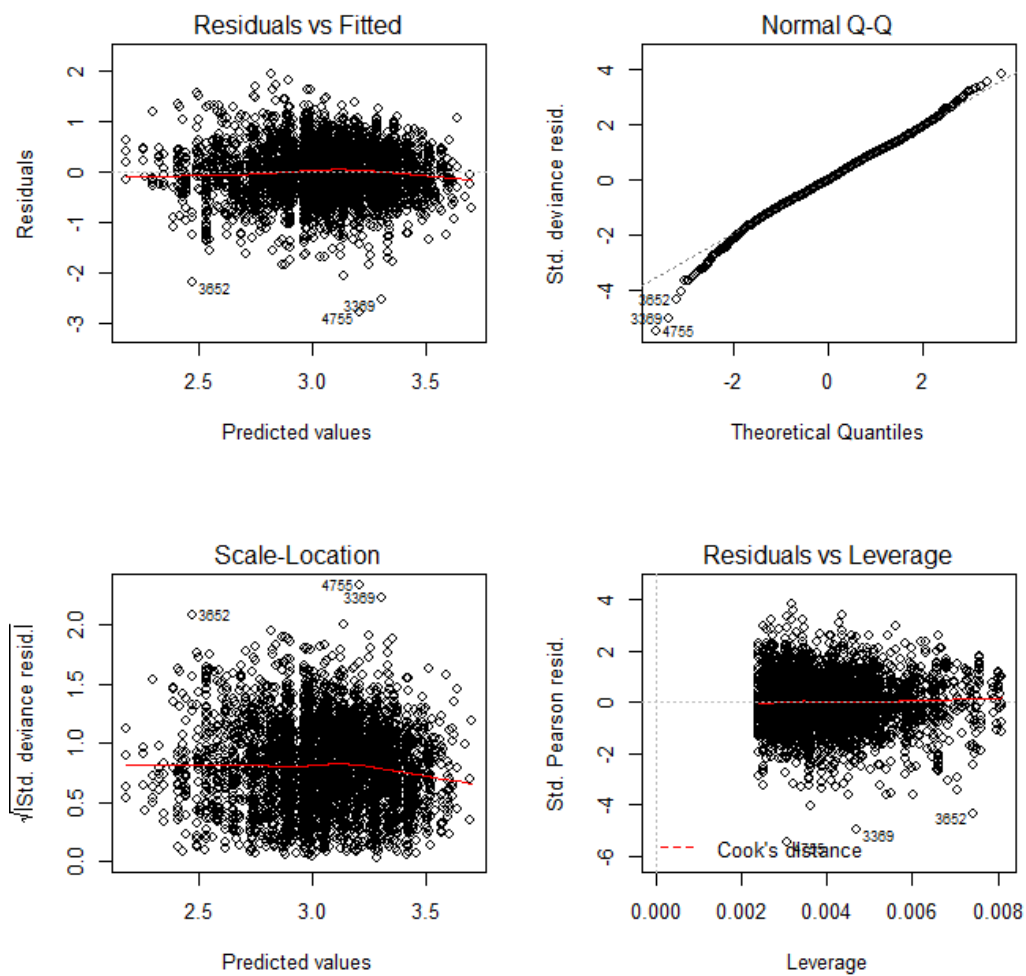 Residuals vs Fitted
Residuals
2
1
0
-1
-2
-3
3652
3369
4755
2.5 3.0 3.5
Predicted values
Normal Q-Q
Std. deviance resid.
4
2
0
-2
-4
3652
3369
4755
-2 0 2
Theoretical Quantiles
Scale-Location
√|Std. deviance resid.|
2.0
1.5
1.0
0.5
0.0
4755
3369
3652
2.5 3.0 3.5
Predicted values
Residuals vs Leverage
Std. Pearson resid.
4
2
0
-2
-4
-6
3652
3369
4755
Cook's distance
0.000 0.002 0.004 0.006 0.008
Leverage